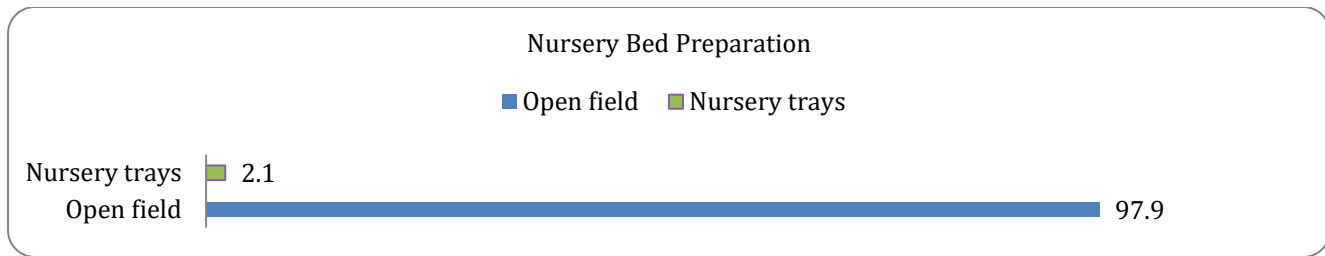 Nursery Bed Preparation
Open field Nursery trays
Nursery trays 2.1
Open field 97.9